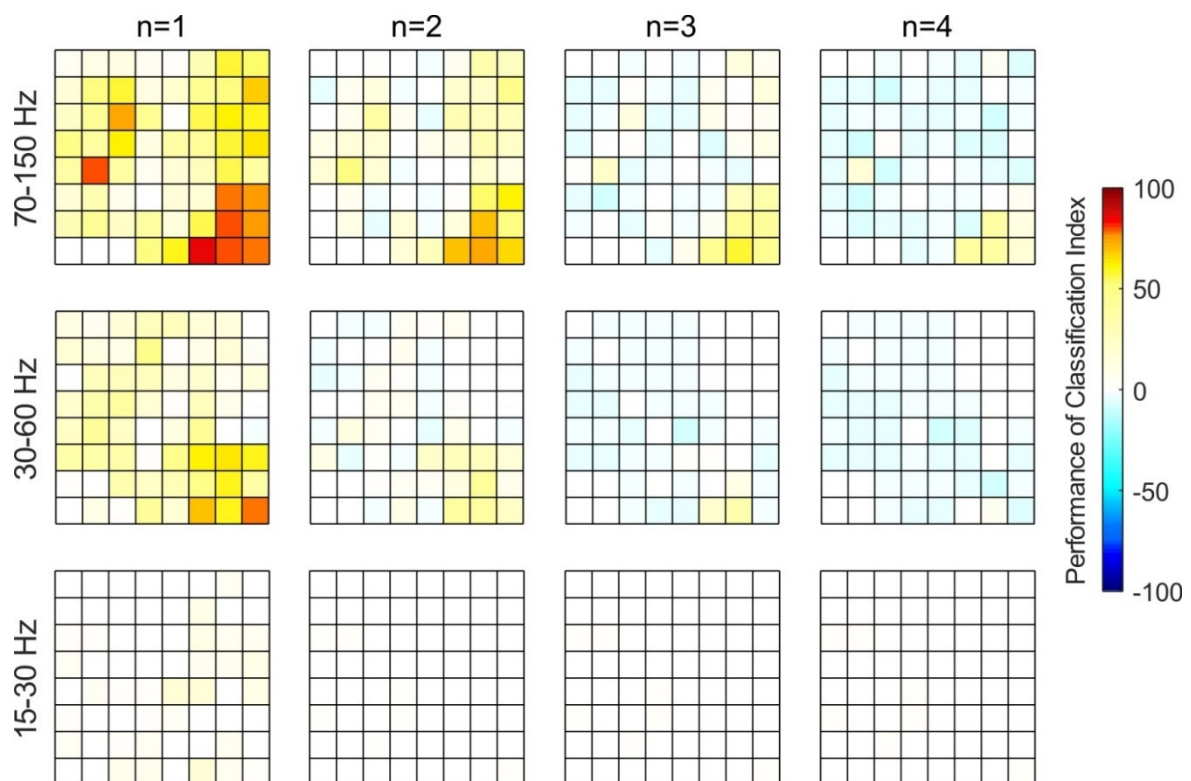 n=1 n=2 n=3 n=4
70-150 Hz
30-60 Hz
15-30 Hz
Performance of Classification Index
100
50
0
-50
-100